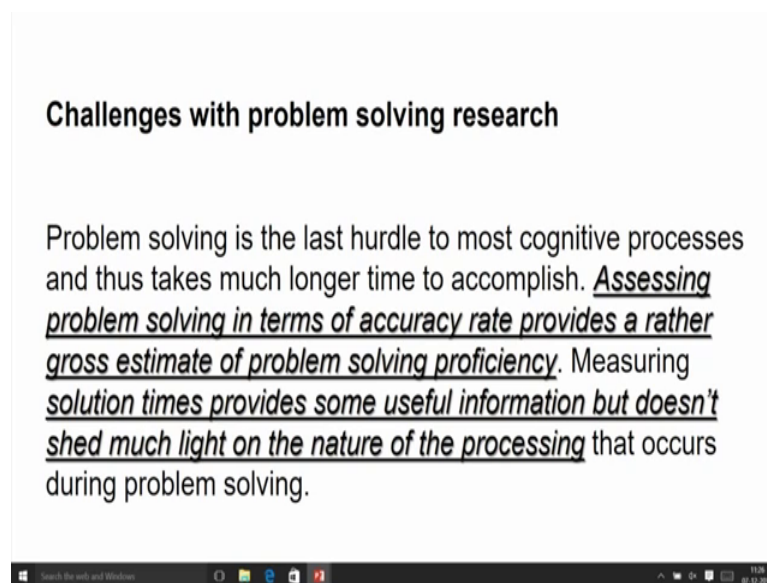 Challenges with problem solving research
Problem solving is the last hurdle to most cognitive processes
and thus takes much longer time to accomplish. Assessing
problem solving in terms of accuracy rate provides a rather
gross estimate of problem solving proficiency. Measuring
solution times provides some useful information but doesn't
shed much light on the nature of the processing that occurs
during problem solving.
Search the web and Windows
11:26